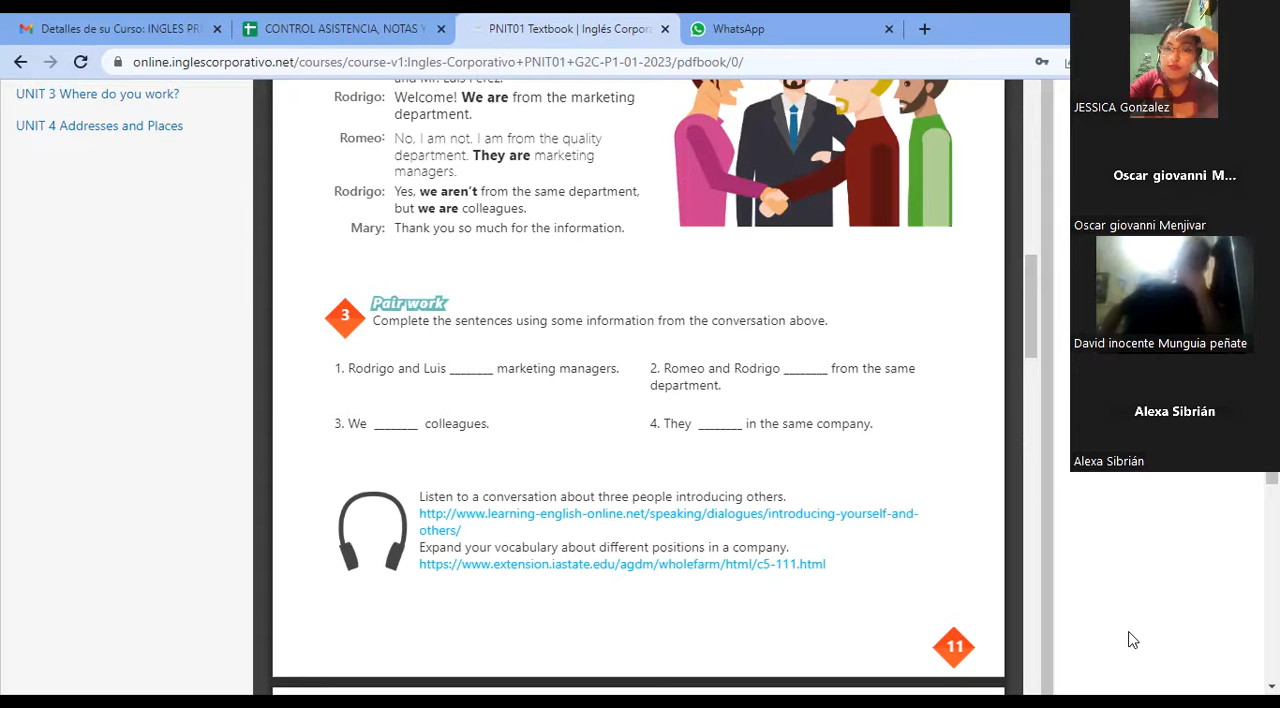 Detalles de su Curso: INGLES PRI
CONTROL ASISTENCIA, NOTAS Y
PNIT01 Textbook | Inglés Corpora
WhatsApp
online.inglescorporativo.net/courses/course-v1:Ingles-Corporativo+PNIT01+G2C-P1-01-2023/pdfbook/0/
UNIT 3 Where do you work?
UNIT 4 Addresses and Places
and Mr. Luis Perez.
Rodrigo: Welcome! We are from the marketing
department.
Romeo: No, I am not. I am from the quality
department. They are marketing
managers.
Rodrigo: Yes, we aren't from the same department,
but we are colleagues.
Mary: Thank you so much for the information.
3
Pair work
Complete the sentences using some information from the conversation above.
1. Rodrigo and Luis ________ marketing managers.
2. Romeo and Rodrigo ________ from the same
department.
3. We ________ colleagues.
4. They ________ in the same company.
Listen to a conversation about three people introducing others.
http://www.learning-english-online.net/speaking/dialogues/introducing-yourself-and-
others/
Expand your vocabulary about different positions in a company.
https://www.extension.iastate.edu/agdm/wholefarm/html/c5-111.html
11
JESSICA Gonzalez
Oscar giovanni M...
Oscar giovanni Menjivar
David inocente Munguia peñate
Alexa Sibrián
Alexa Sibrián